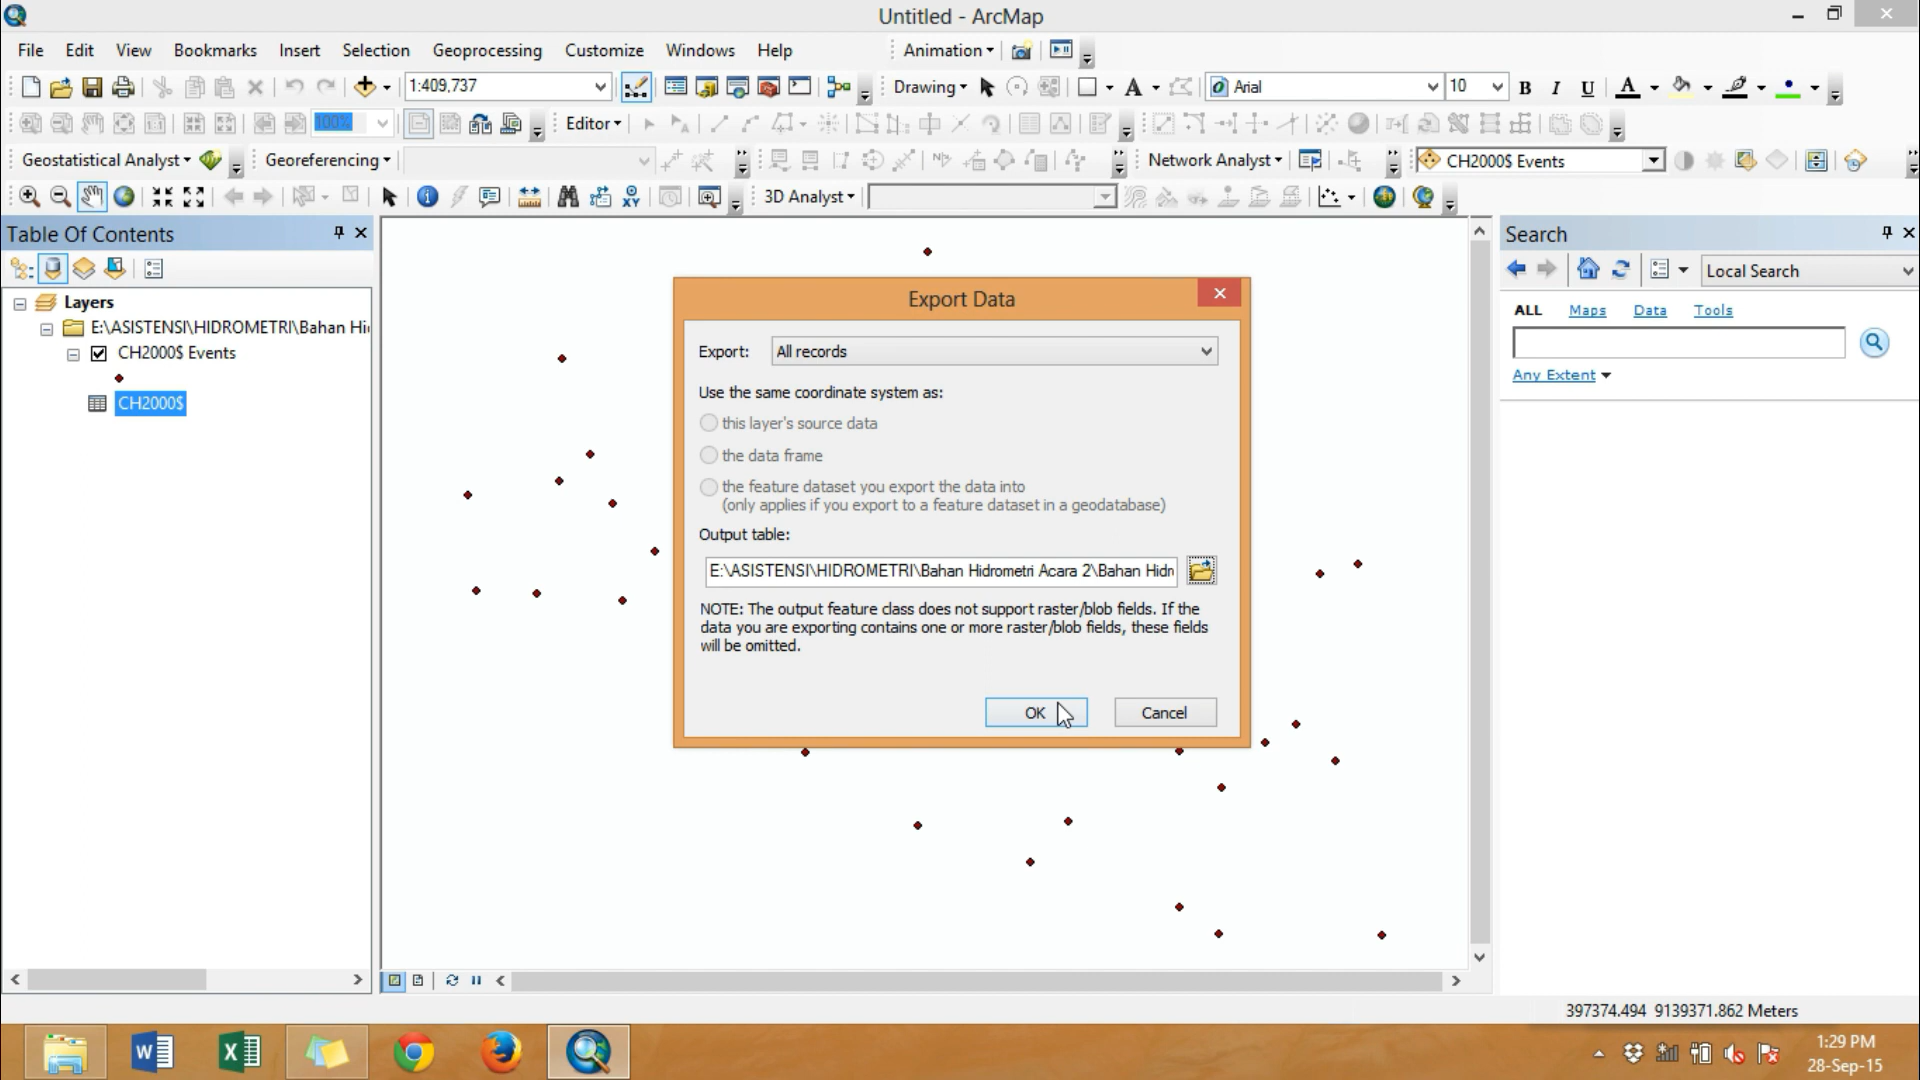 Untitled - ArcMap
File Edit View Bookmarks Insert Selection Geoprocessing Customize Windows Help Animation
1:409,737 Drawing A Arial 10 B I U A
100% Editor
Geostatistical Analyst Georeferencing Network Analyst CH2000$ Events
XY 3D Analyst
Table Of Contents
Layers
E:\ASISTENSI\HIDROMETRI\Bahan Hi
CH2000$ Events
CH2000$
Export Data
Export: All records
Use the same coordinate system as:
this layer's source data
the data frame
the feature dataset you export the data into
(only applies if you export to a feature dataset in a geodatabase)
Output table:
E:\ASISTENSI\HIDROMETRI\Bahan Hidrometri Acara 2\Bahan Hidr
NOTE: The output feature class does not support raster/blob fields. If the
data you are exporting contains one or more raster/blob fields, these fields
will be omitted.
OK Cancel
Search
Local Search
ALL Maps Data Tools
Any Extent
397374.494 9139371.862 Meters
1:29 PM
28-Sep-15